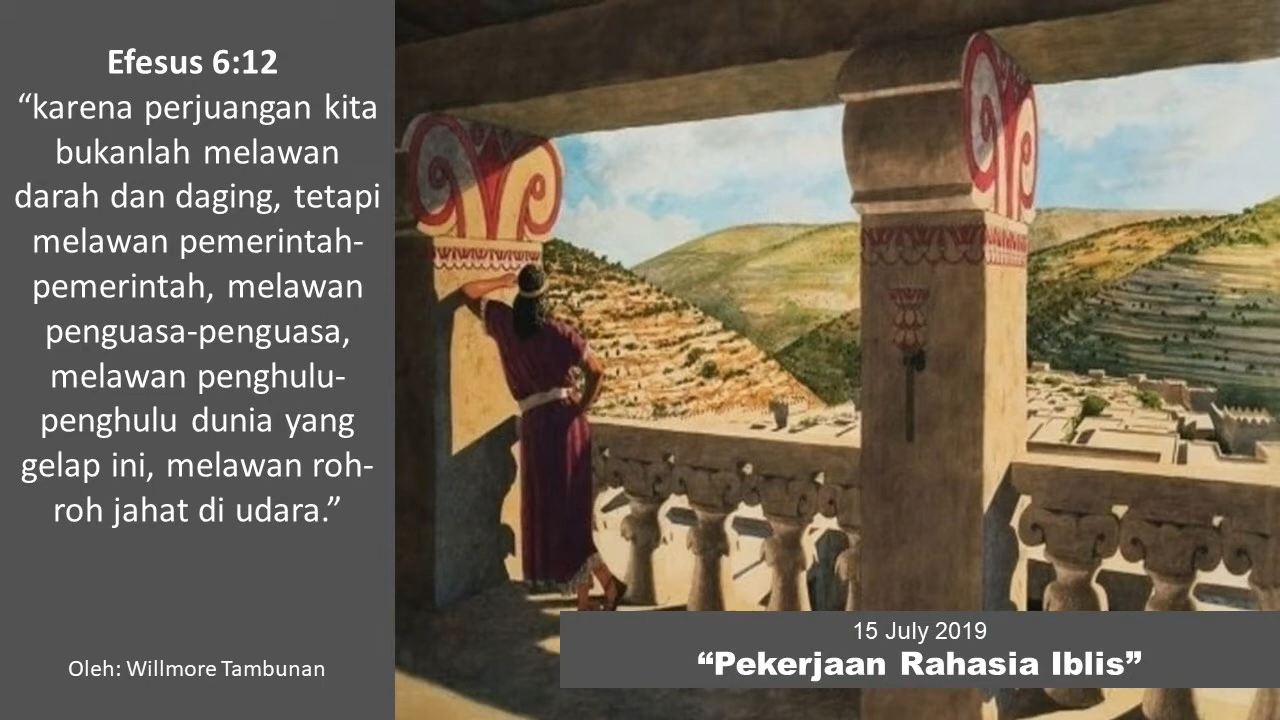 Efesus 6:12
“karena perjuangan kita
bukanlah melawan
darah dan daging, tetapi
melawan pemerintah-
pemerintah, melawan
penguasa-penguasa,
melawan penghulu-
penghulu dunia yang
gelap ini, melawan roh-
roh jahat di udara.”
Oleh: Willmore Tambunan
15 July 2019
“Pekerjaan Rahasia Iblis”